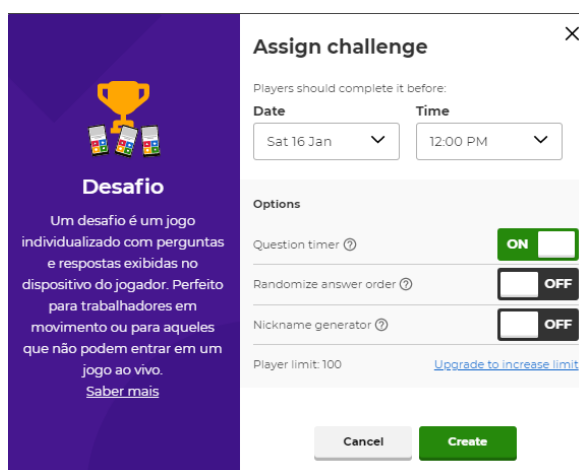 Desafio
Um desafio é um jogo
individualizado com perguntas
e respostas exibidas no
dispositivo do jogador. Perfeito
para trabalhadores em
movimento ou para aqueles
que não podem entrar em um
jogo ao vivo.
Saber mais
Assign challenge
Players should complete it before:
Date Time
Sat 16 Jan 12:00 PM
Options
Question timer ON
Randomize answer order OFF
Nickname generator OFF
Player limit: 100 Upgrade to increase limit
Cancel Create